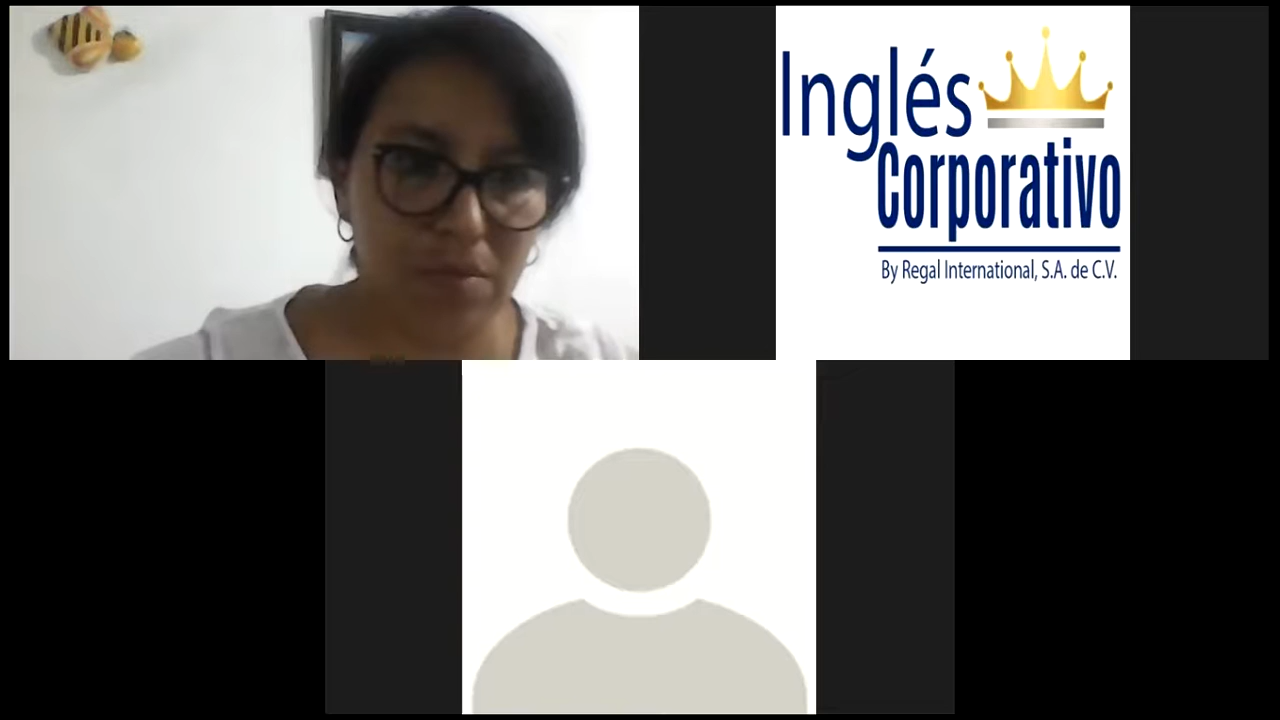 Inglés
Corporativo
By Regal International, S.A. de C.V.